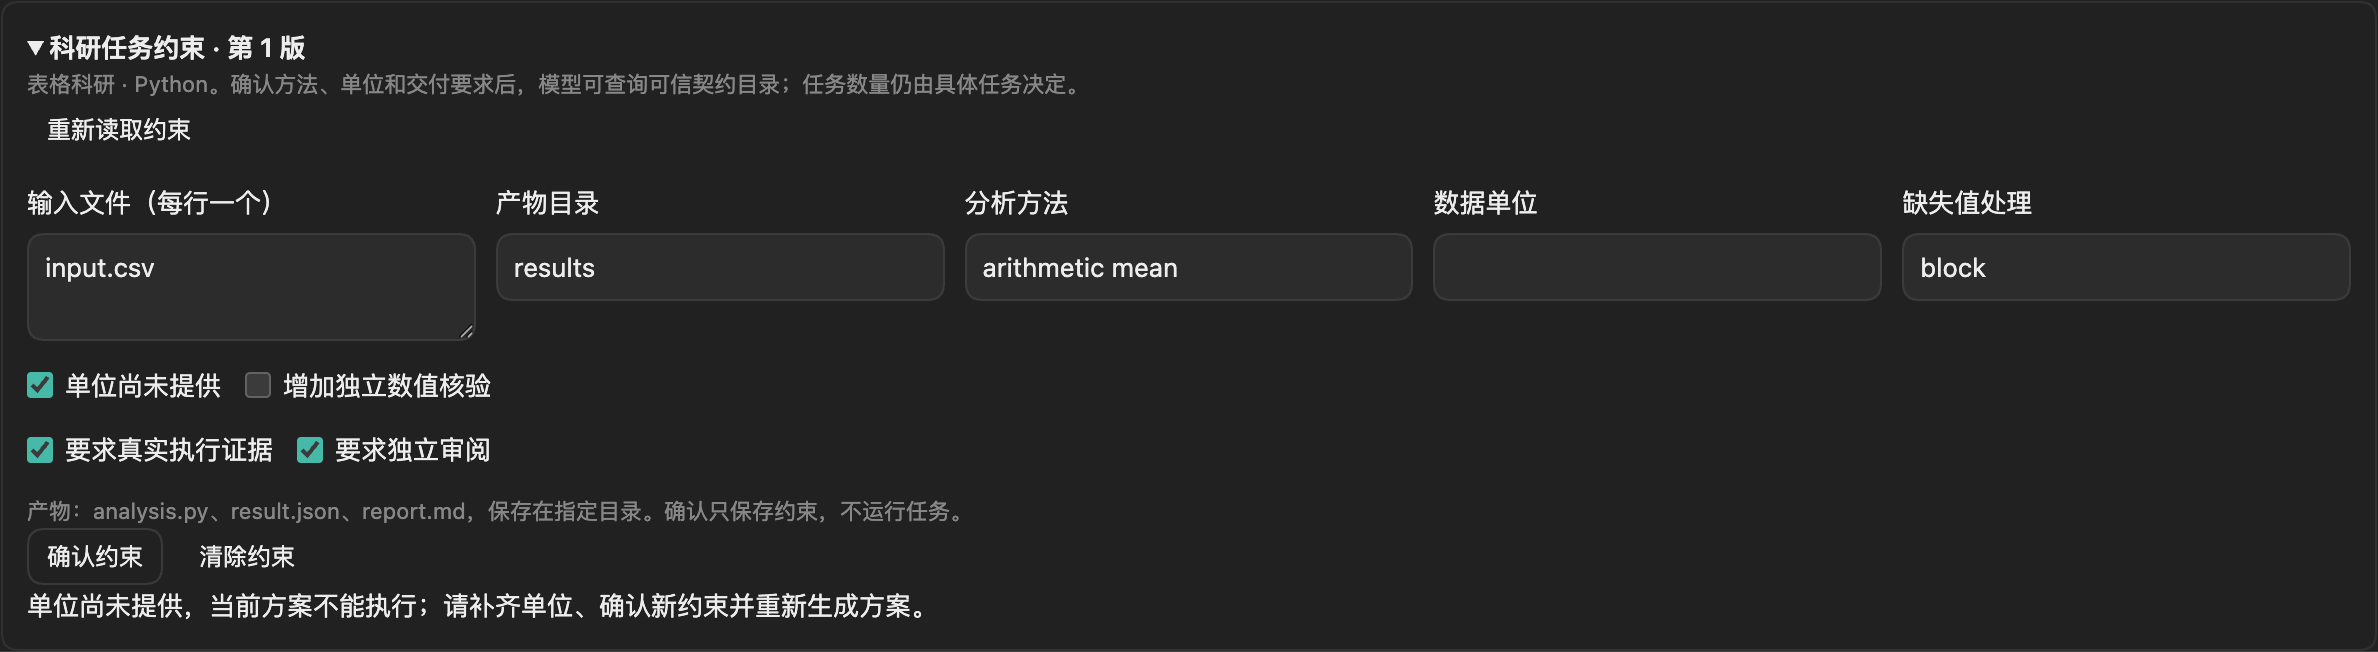 ▼科研任务约束 · 第 1 版
表格科研 · Python。确认方法、单位和交付要求后，模型可查询可信契约目录；任务数量仍由具体任务决定。
重新读取约束
输入文件（每行一个） 产物目录 分析方法 数据单位 缺失值处理
input.csv results arithmetic mean block
单位尚未提供 增加独立数值核验
要求真实执行证据 要求独立审阅
产物：analysis.py、result.json、report.md，保存在指定目录。确认只保存约束，不运行任务。
确认约束 清除约束
单位尚未提供，当前方案不能执行；请补齐单位、确认新约束并重新生成方案。